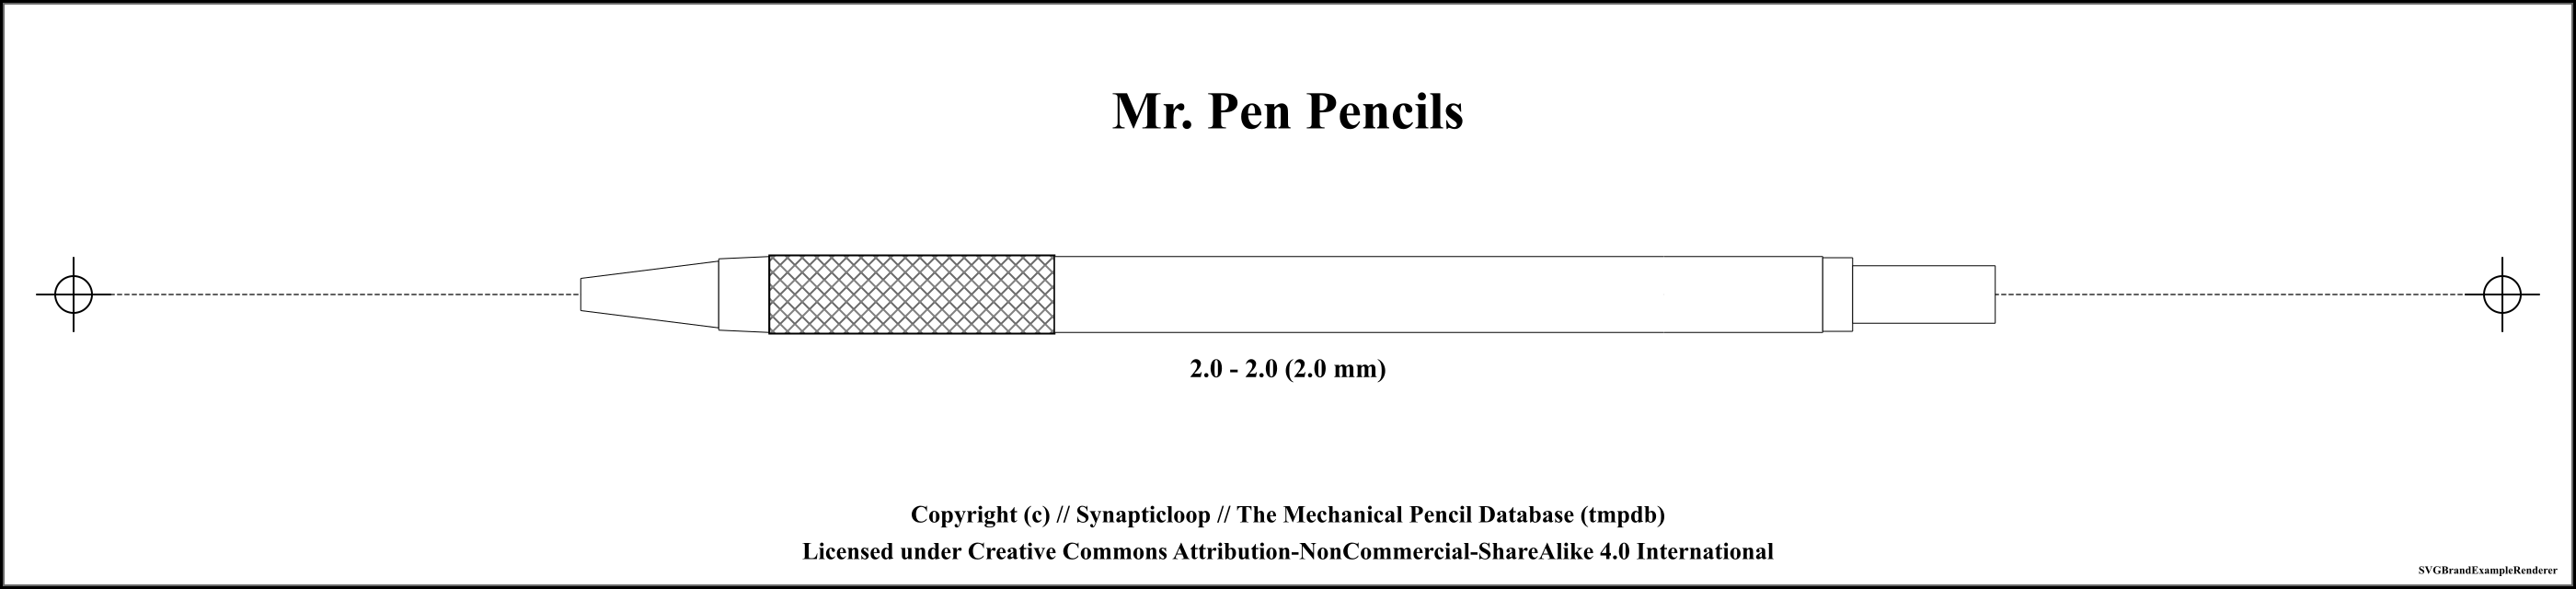 Mr. Pen Pencils
2.0 - 2.0 (2.0 mm)
Copyright (c) // Synapticloop // The Mechanical Pencil Database (tmpdb)
Licensed under Creative Commons Attribution-NonCommercial-ShareAlike 4.0 International
SVGBrandExampleRenderer